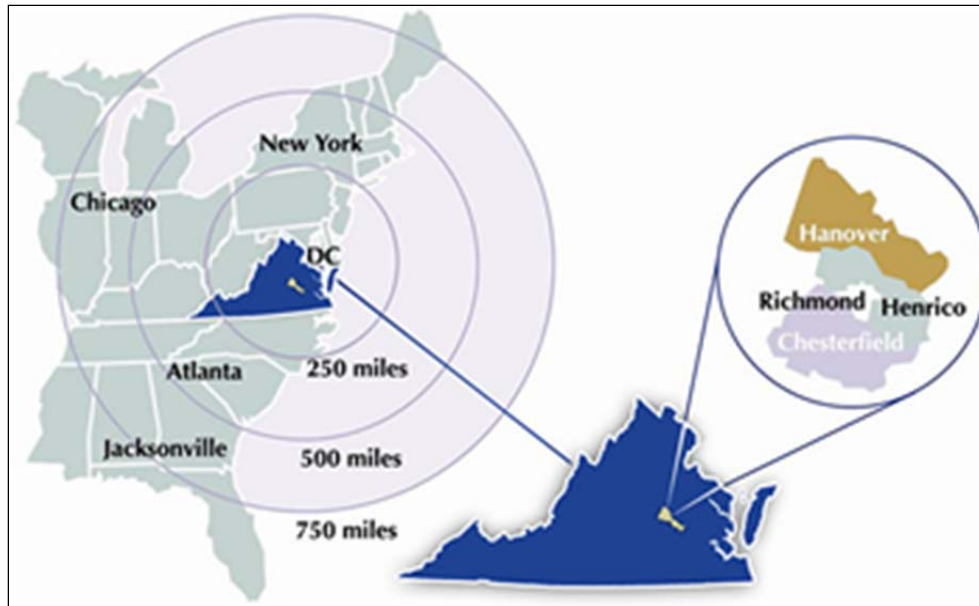 New York
Chicago
DC
Atlanta
250 miles
Jacksonville
500 miles
750 miles
Hanover
Richmond
Henrico
Chesterfield